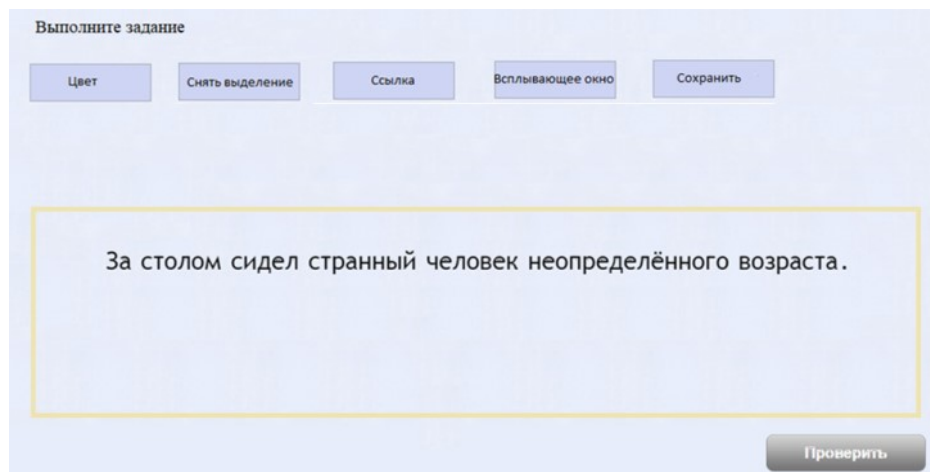 Выполните задание
Цвет Снять выделение Ссылка Всплывающее окно Сохранить
За столом сидел странный человек неопределённого возраста.
Проверить